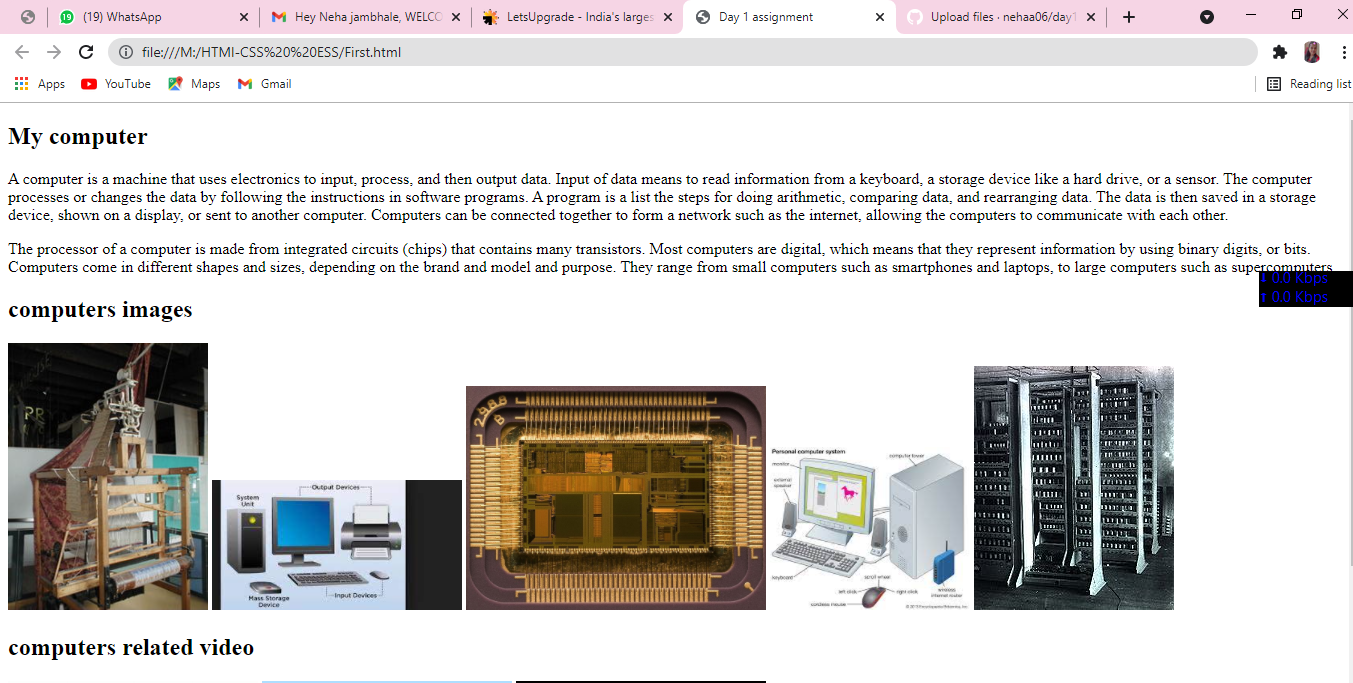 19
(19) WhatsApp
Hey Neha jambhale, WELCO
LetsUpgrade - India's larges
Day 1 assignment
Upload files · nehaa06/day1
file:///M:/HTMl-CSS%20%20ESS/First.html
Apps
YouTube
Maps
Gmail
Reading list
My computer
A computer is a machine that uses electronics to input, process, and then output data. Input of data means to read information from a keyboard, a storage device like a hard drive, or a sensor. The computer
processes or changes the data by following the instructions in software programs. A program is a list the steps for doing arithmetic, comparing data, and rearranging data. The data is then saved in a storage
device, shown on a display, or sent to another computer. Computers can be connected together to form a network such as the internet, allowing the computers to communicate with each other.
The processor of a computer is made from integrated circuits (chips) that contains many transistors. Most computers are digital, which means that they represent information by using binary digits, or bits.
Computers come in different shapes and sizes, depending on the brand and model and purpose. They range from small computers such as smartphones and laptops, to large computers such as supercomputers
0.0 Kbps
0.0 Kbps
computers images
PR
System
Unit
Output Devices
Mass Storage
Device
Input Devices
2988
8
Personal computer system
monitor
computer tower
external
speaker
keyboard
scroll wheel
left click
right click
cordless mouse
wireless
internet router
computers related video